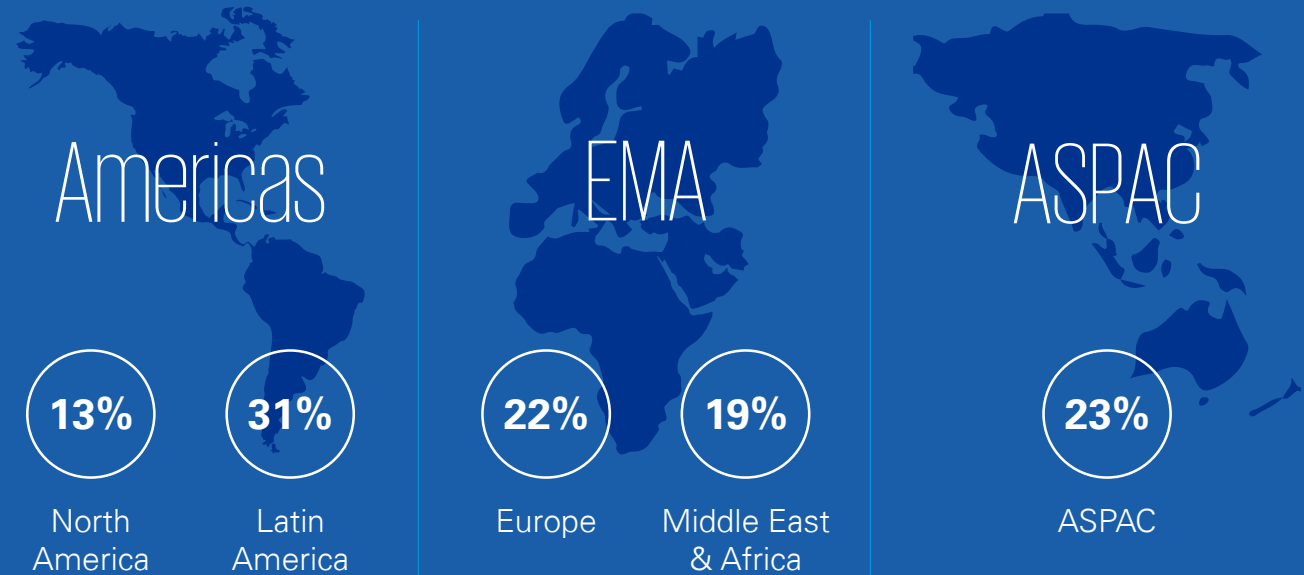 Americas
13%
31%
North
America
Latin
America
EMA
22%
19%
Europe
Middle East
& Africa
ASPAC
23%
ASPAC